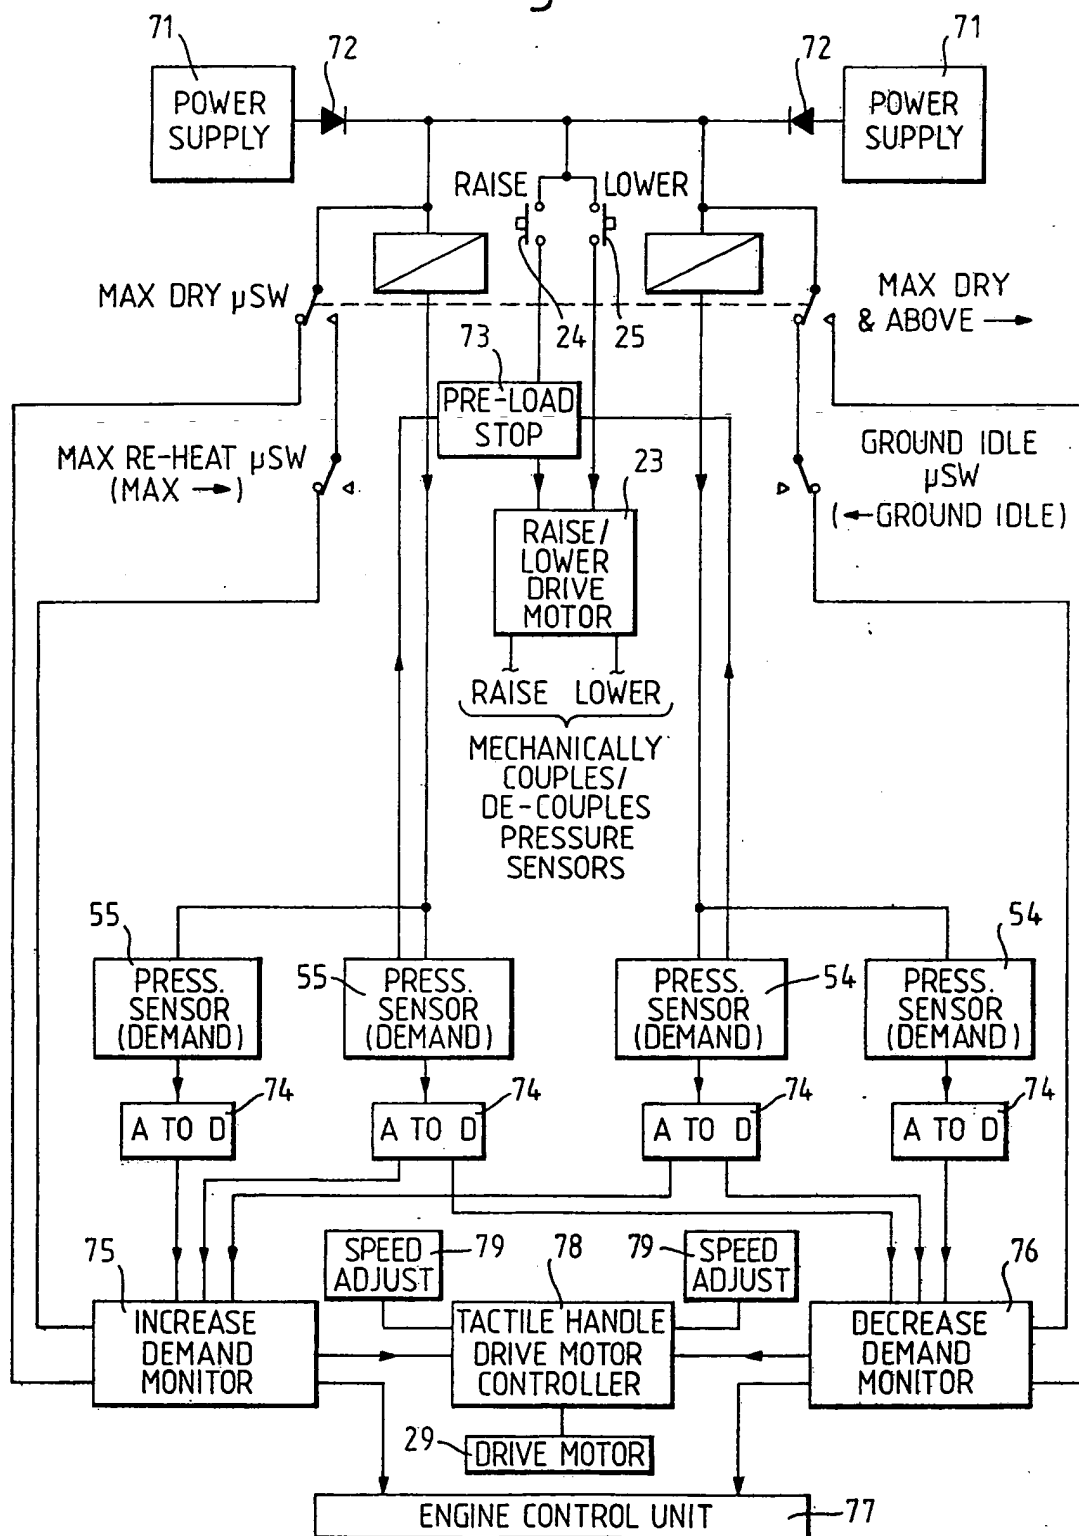 71
72
72
71
POWER
SUPPLY
POWER
SUPPLY
RAISE
LOWER
MAX DRY µSW
24
25
MAX DRY
& ABOVE →
73
PRE-LOAD
STOP
MAX RE-HEAT µSW
(MAX →)
23
GROUND IDLE
µSW
(←GROUND IDLE)
RAISE/
LOWER
DRIVE
MOTOR
RAISE LOWER
MECHANICALLY
COUPLES/
DE-COUPLES
PRESSURE
SENSORS
55
PRESS.
SENSOR
(DEMAND)
55
PRESS.
SENSOR
(DEMAND)
PRESS.
SENSOR
(DEMAND)
54
54
PRESS.
SENSOR
(DEMAND)
A TO D
74
A TO D
74
A TO D
74
A TO D
74
75
SPEED
ADJUST
79
78
79
SPEED
ADJUST
76
INCREASE
DEMAND
MONITOR
TACTILE HANDLE
DRIVE MOTOR
CONTROLLER
DECREASE
DEMAND
MONITOR
29
DRIVE MOTOR
ENGINE CONTROL UNIT
77